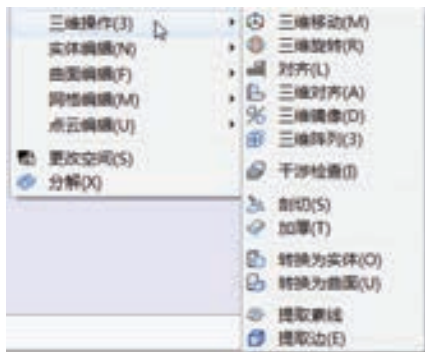 三维操作(3)
实体编辑(N)
曲面编辑(F)
网格编辑(M)
点云编辑(U)
更改空间(S)
分解(X)
三维移动(M)
三维旋转(R)
对齐(L)
三维对齐(A)
三维镜像(D)
三维阵列(3)
干涉检查(I)
剖切(S)
加厚(T)
转换为实体(O)
转换为曲面(U)
提取素线
提取边(E)